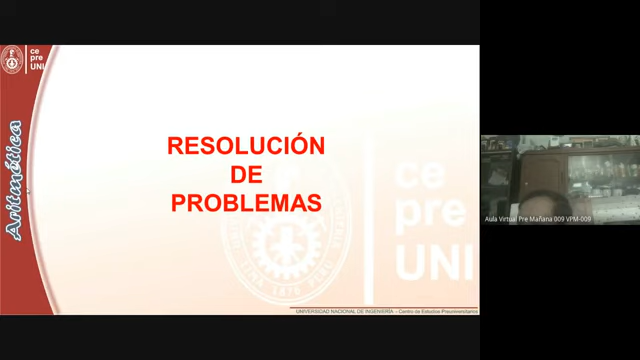 ce
pre
UNI
Aritmética
RESOLUCIÓN
DE
PROBLEMAS
ce
pre
UNI
1876
UNIVERSIDAD NACIONAL DE INGENIERÍA – Centro de Estudios Preuniversitarios
Aula Virtual Pre Mañana 009 VPM-009